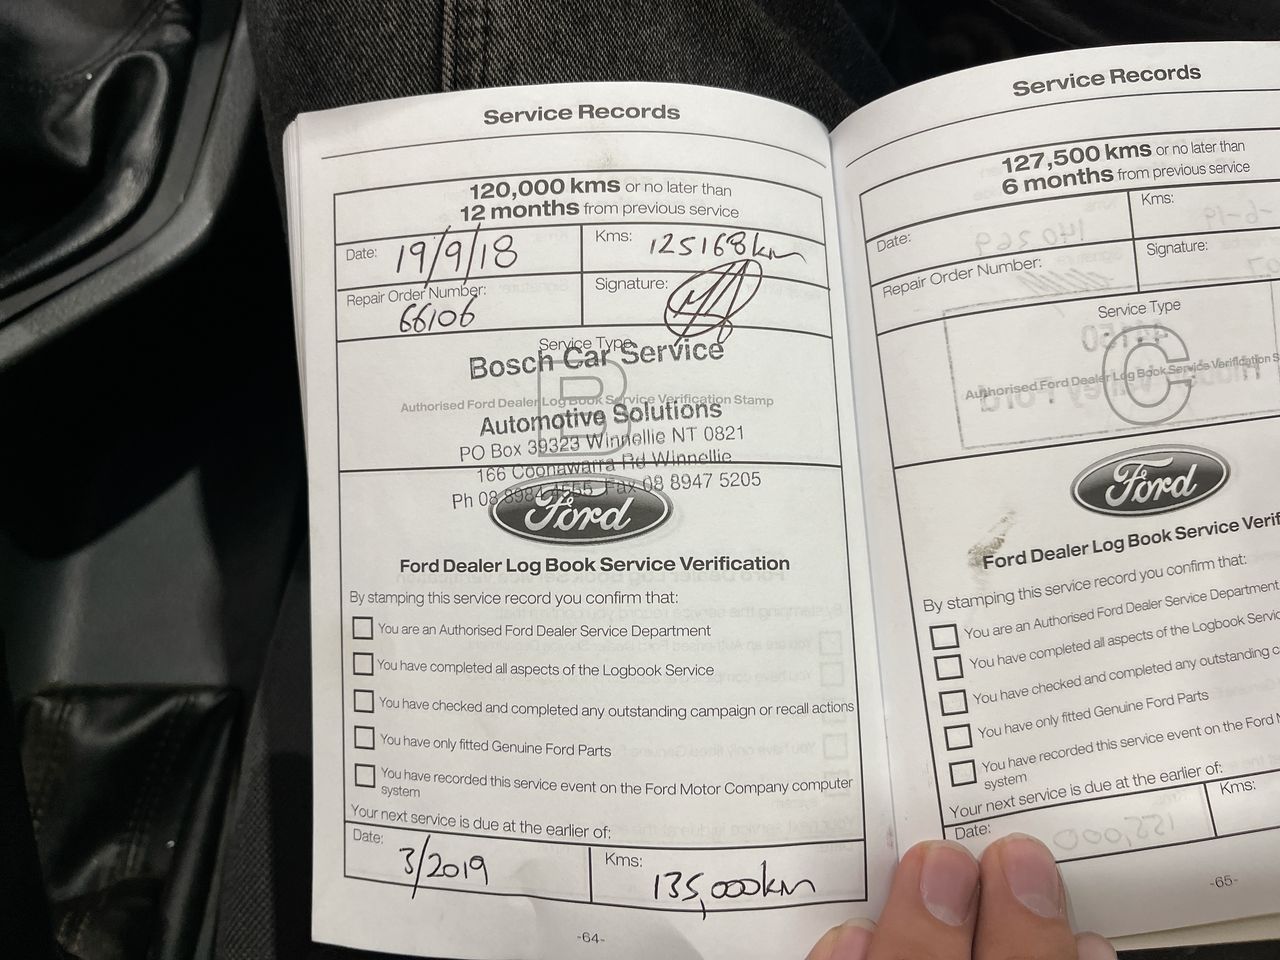 Service Records
120,000 kms or no later than
12 months from previous service
Date: 19/9/18
Kms: 125168km
Repair Order Number:
66106
Signature:
Service Type
Bosch Car Service
B
Authorised Ford Dealer Log Book Service Verification Stamp
Automotive Solutions
PO Box 39323 Winnellie NT 0821
166 Coonawarra Rd Winnellie
Ph 08 8984 4555 Fax 08 8947 5205
Ford
Ford Dealer Log Book Service Verification
By stamping this service record you confirm that:
You are an Authorised Ford Dealer Service Department
You have completed all aspects of the Logbook Service
You have checked and completed any outstanding campaign or recall actions
You have only fitted Genuine Ford Parts
You have recorded this service event on the Ford Motor Company computer
system
Your next service is due at the earlier of:
Date: 3/2019
Kms: 135,000km
-64-
Service Records
127,500 kms or no later than
6 months from previous service
Date:
Kms:
Repair Order Number:
Signature:
Service Type
C
Authorised Ford Dealer Log Book Service Verification S
Ford
Ford Dealer Log Book Service Verif
By stamping this service record you confirm that:
You are an Authorised Ford Dealer Service Department
You have completed all aspects of the Logbook Servic
You have checked and completed any outstanding c
You have only fitted Genuine Ford Parts
You have recorded this service event on the Ford M
system
Your next service is due at the earlier of:
Date:
Kms:
-65-